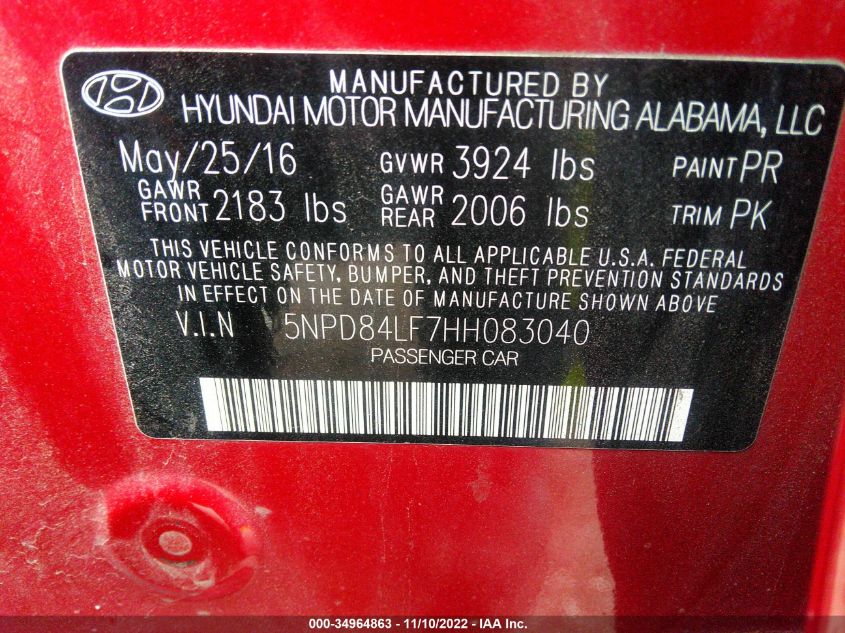 MANUFACTURED BY
HYUNDAI MOTOR MANUFACTURING ALABAMA, LLC
May/25/16 GVWR 3924 lbs PAINT PR
GAWR FRONT 2183 lbs GAWR REAR 2006 lbs TRIM PK
THIS VEHICLE CONFORMS TO ALL APPLICABLE U.S.A. FEDERAL
MOTOR VEHICLE SAFETY, BUMPER, AND THEFT PREVENTION STANDARDS
IN EFFECT ON THE DATE OF MANUFACTURE SHOWN ABOVE
V.I.N 5NPD84LF7HH083040
PASSENGER CAR
000-34964863 - 11/10/2022 - IAA Inc.